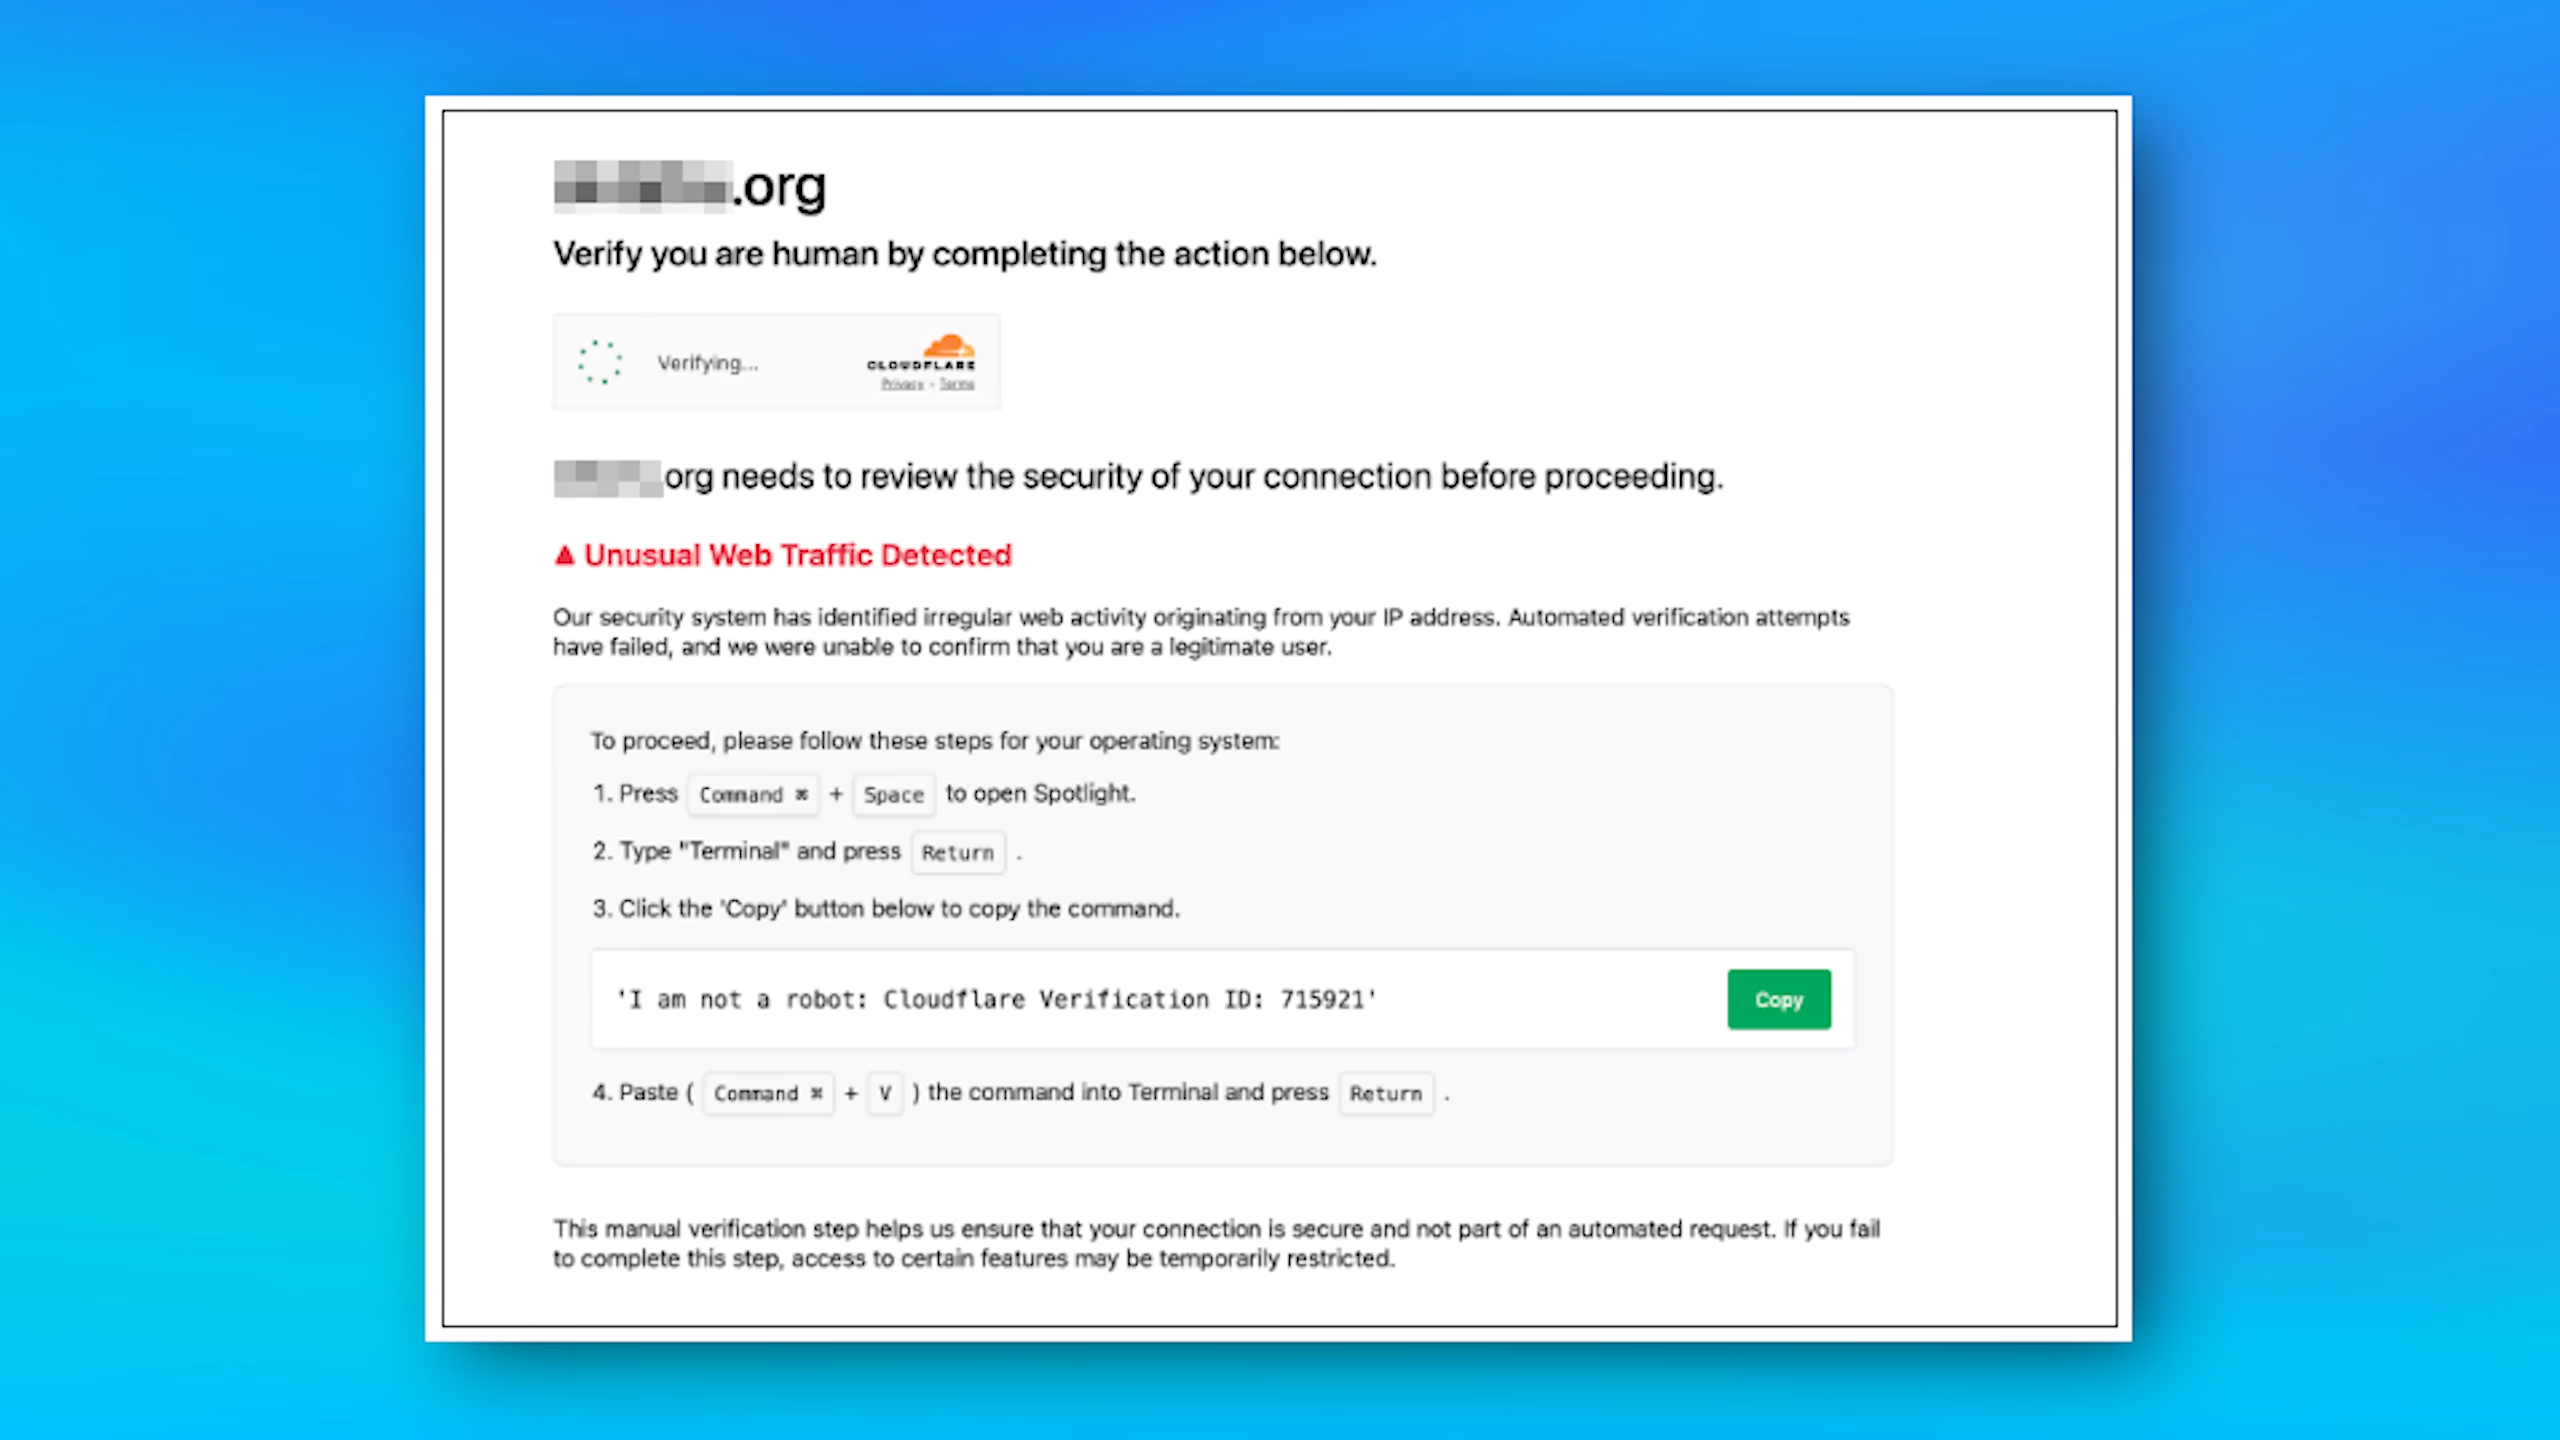 .org
Verify you are human by completing the action below.
Verifying...
CLOUDFLARE
Privacy - Terms
org needs to review the security of your connection before proceeding.
Unusual Web Traffic Detected
Our security system has identified irregular web activity originating from your IP address. Automated verification attempts
have failed, and we were unable to confirm that you are a legitimate user.
To proceed, please follow these steps for your operating system:
1. Press Command ⌘ + Space to open Spotlight.
2. Type "Terminal" and press Return .
3. Click the 'Copy' button below to copy the command.
'I am not a robot: Cloudflare Verification ID: 715921' Copy
4. Paste ( Command ⌘ + V ) the command into Terminal and press Return .
This manual verification step helps us ensure that your connection is secure and not part of an automated request. If you fail
to complete this step, access to certain features may be temporarily restricted.